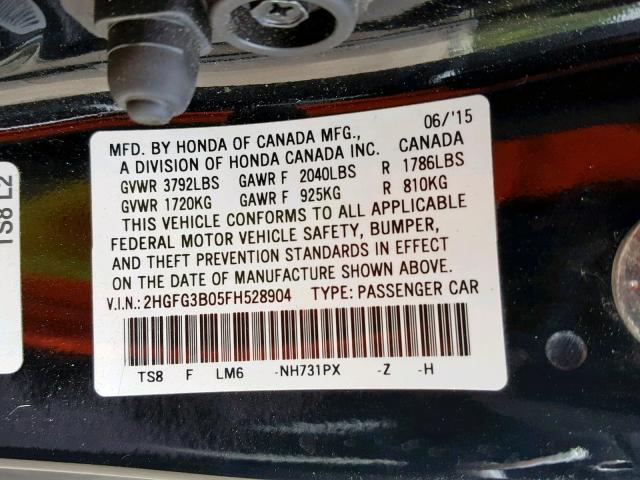 06/'15
MFD. BY HONDA OF CANADA MFG., CANADA
A DIVISION OF HONDA CANADA INC.
GVWR 3792LBS GAWR F 2040LBS R 1786LBS
GVWR 1720KG GAWR F 925KG R 810KG
THIS VEHICLE CONFORMS TO ALL APPLICABLE
FEDERAL MOTOR VEHICLE SAFETY, BUMPER,
AND THEFT PREVENTION STANDARDS IN EFFECT
ON THE DATE OF MANUFACTURE SHOWN ABOVE.
V.I.N.: 2HGFG3B05FH528904 TYPE: PASSENGER CAR
TS8 F LM6 -NH731PX -Z -H
TS8 L2